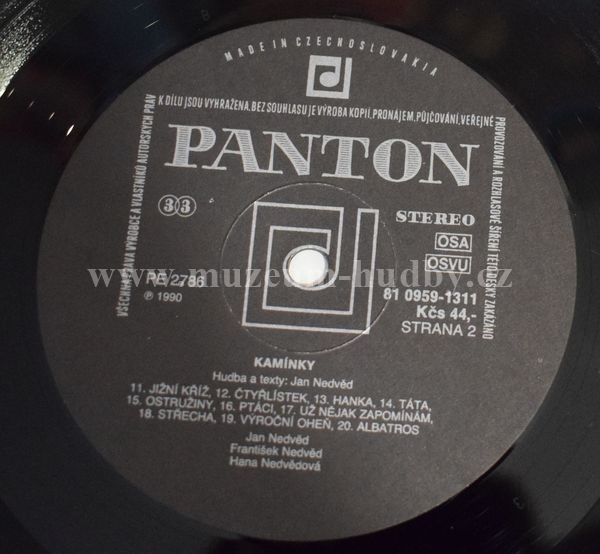 MADE IN CZECHOSLOVAKIA
VŠECHNA PRÁVA VÝROBCE A VLASTNÍKŮ AUTORSKÝCH PRÁV
K DÍLU JSOU VYHRAŽENA. BEZ SOUHLASU JE VÝROBA KOPIÍ, PRONÁJEM, PŮJČOVÁNÍ, VEŘEJNÉ
PROVOZOVÁNÍ A ROZHLASOVÉ ŠÍŘENÍ TÉTO DESKY ZAKÁZÁNO
PANTON
33
STEREO
OSA
OSVU
www.muzeum-hudby.cz
PE/2786
℗ 1990
81 0959-1311
Kčs 44,-
STRANA 2
KAMÍNKY
Hudba a texty: Jan Nedvěd
11. JIŽNÍ KŘÍŽ, 12. ČTYŘLÍSTEK, 13. HANKA, 14. TÁTA,
15. OSTRUŽINY, 16. PTÁCI, 17. UŽ NĚJAK ZAPOMÍNÁM,
18. STŘECHA, 19. VÝROČNÍ OHEŇ, 20. ALBATROS
Jan Nedvěd
František Nedvěd
Hana Nedvědová